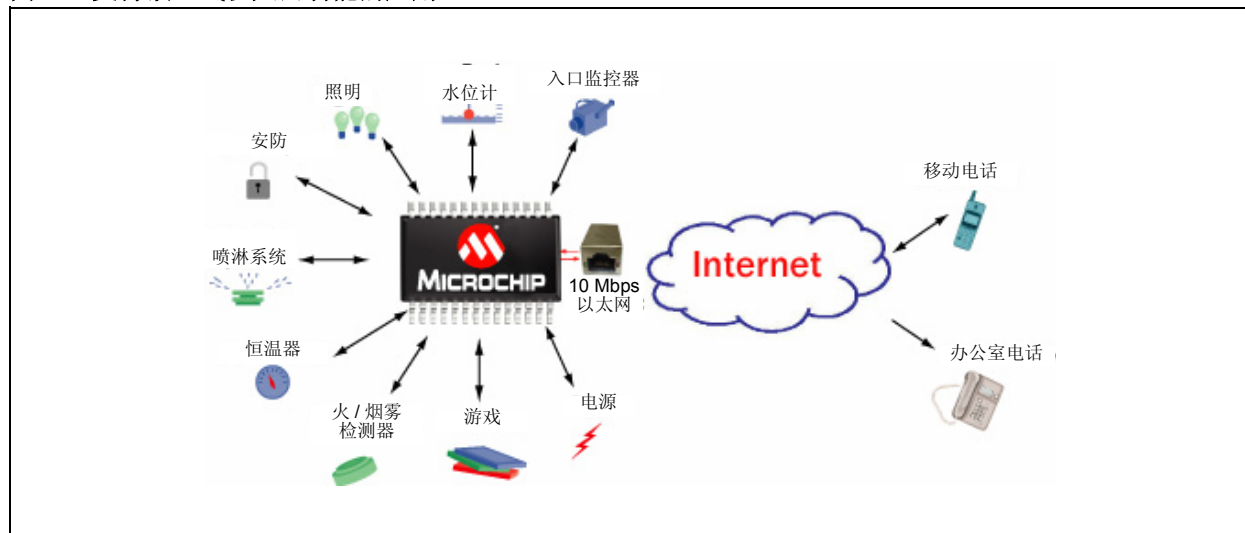 照明
水位计
入口监控器
安防
移动电话
喷淋系统
MICROCHIP
Internet
10 Mbps
以太网
恒温器
办公室电话
火 / 烟雾
检测器
游戏
电源